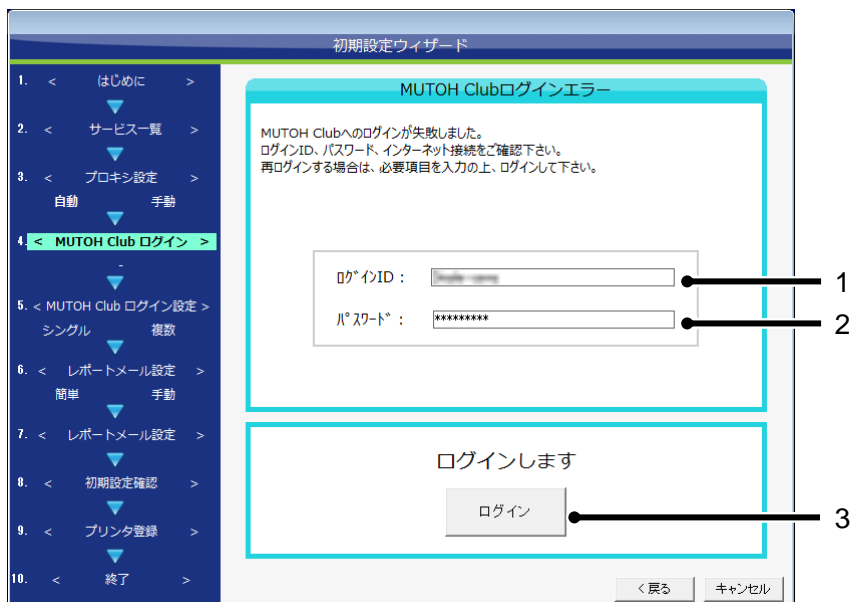 初期設定ウィザード
1. < はじめに >
2. < サービス一覧 >
3. < プロキシ設定 >
自動 手動
4. < MUTOH Club ログイン >
-
5. < MUTOH Club ログイン設定 >
シングル 複数
6. < レポートメール設定 >
簡単 手動
7. < レポートメール設定 >
8. < 初期設定確認 >
9. < プリンタ登録 >
10. < 終了 >
MUTOH Clubログインエラー
MUTOH Clubへのログインが失敗しました。
ログインID、パスワード、インターネット接続をご確認下さい。
再ログインする場合は、必要項目を入力の上、ログインして下さい。
ﾛｸﾞｲﾝID :
1
ﾊﾟｽﾜｰﾄﾞ : *********
2
ログインします
ログイン
3
<戻る キャンセル